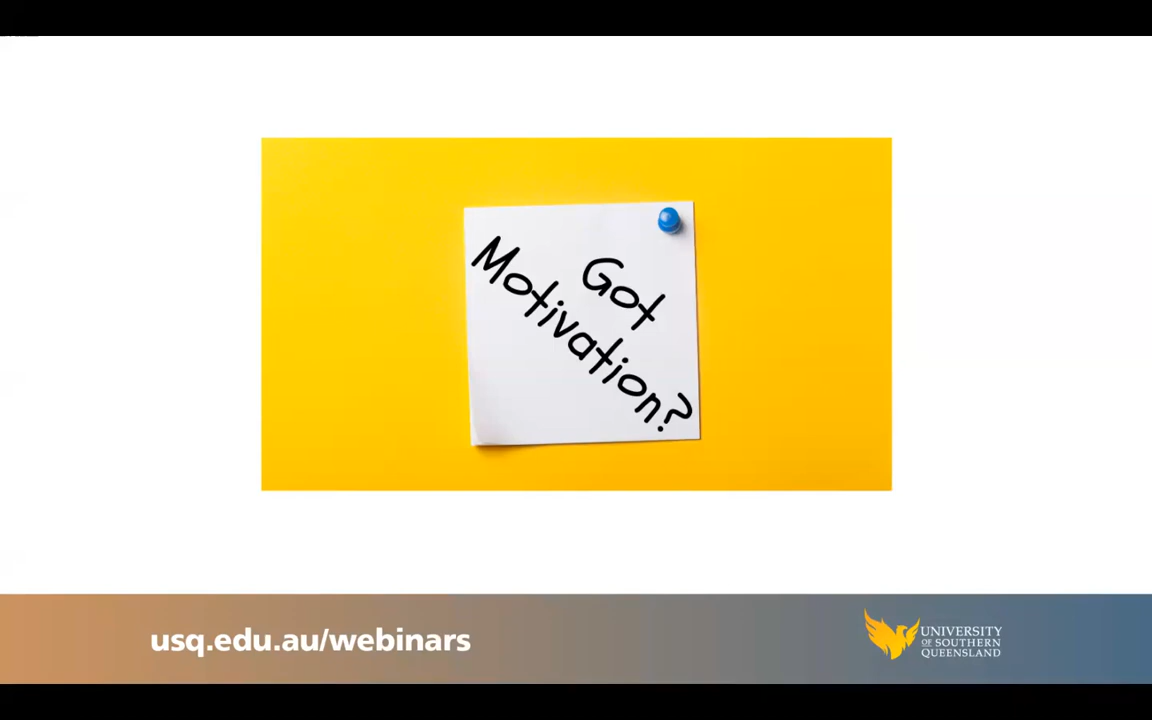 Got
Motivation?
usq.edu.au/webinars
UNIVERSITY
OF SOUTHERN
QUEENSLAND